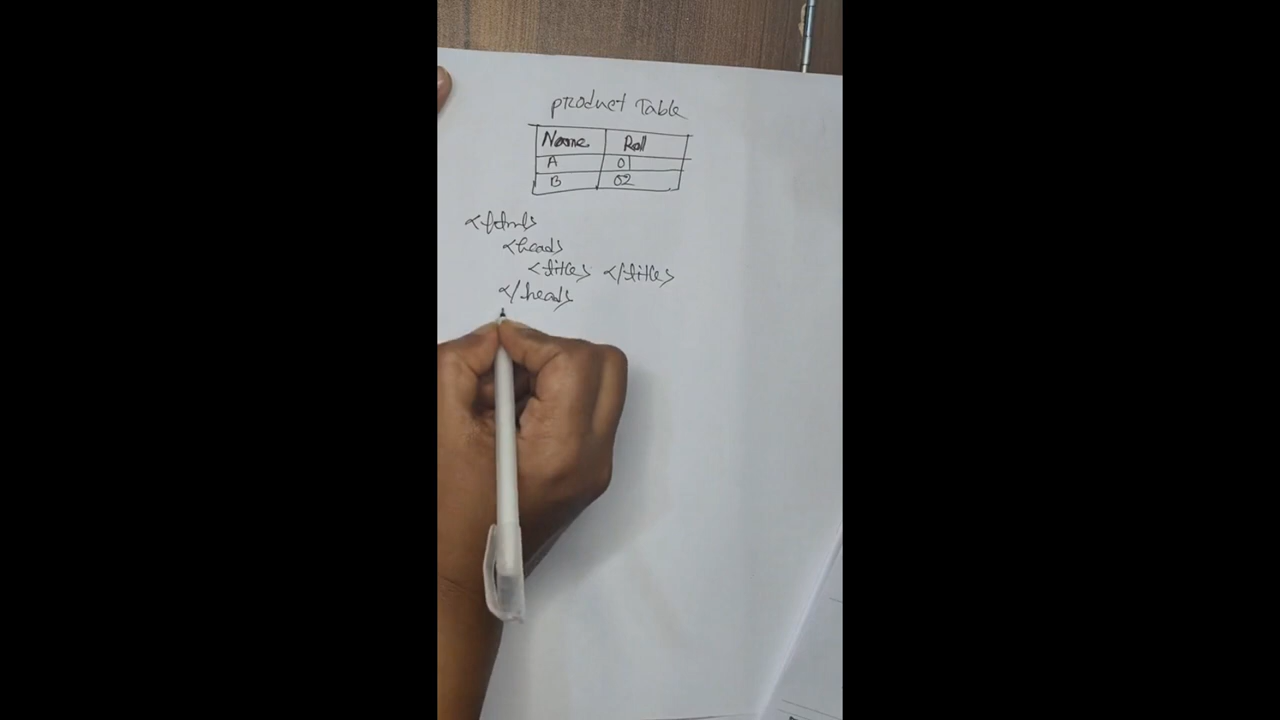 Product Table
Name Roll
A 01
B 02
<html>
<head>
<title> </title>
</head>